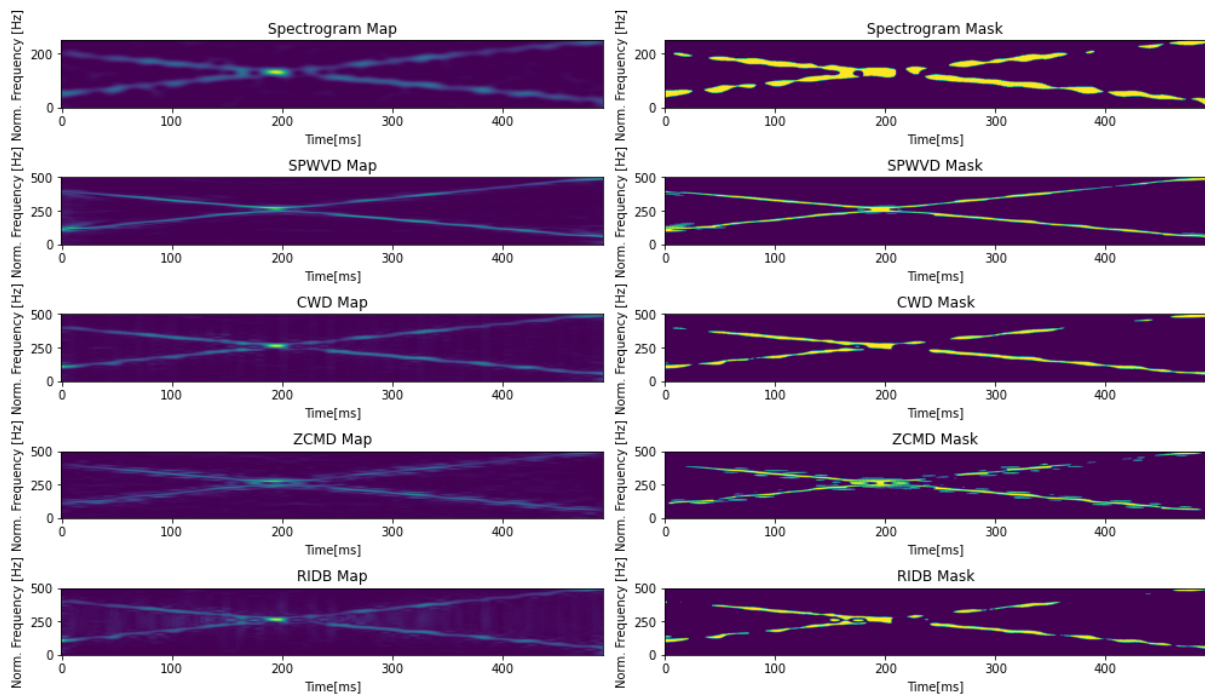 Spectrogram Map
Norm. Frequency [Hz]
200
0
0 100 200 300 400
Time[ms]
Spectrogram Mask
Norm. Frequency [Hz]
200
0
0 100 200 300 400
Time[ms]
SPWVD Map
Norm. Frequency [Hz]
500
250
0
0 100 200 300 400
Time[ms]
SPWVD Mask
Norm. Frequency [Hz]
500
250
0
0 100 200 300 400
Time[ms]
CWD Map
Norm. Frequency [Hz]
500
250
0
0 100 200 300 400
Time[ms]
CWD Mask
Norm. Frequency [Hz]
500
250
0
0 100 200 300 400
Time[ms]
ZCMD Map
Norm. Frequency [Hz]
500
250
0
0 100 200 300 400
Time[ms]
ZCMD Mask
Norm. Frequency [Hz]
500
250
0
0 100 200 300 400
Time[ms]
RIDB Map
Norm. Frequency [Hz]
500
250
0
0 100 200 300 400
Time[ms]
RIDB Mask
Norm. Frequency [Hz]
500
250
0
0 100 200 300 400
Time[ms]